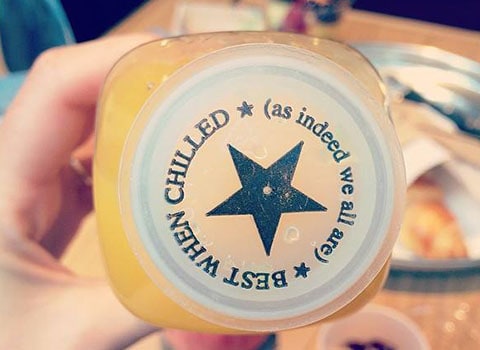 BEST WHEN CHILLED ★ (as indeed we all are) ★